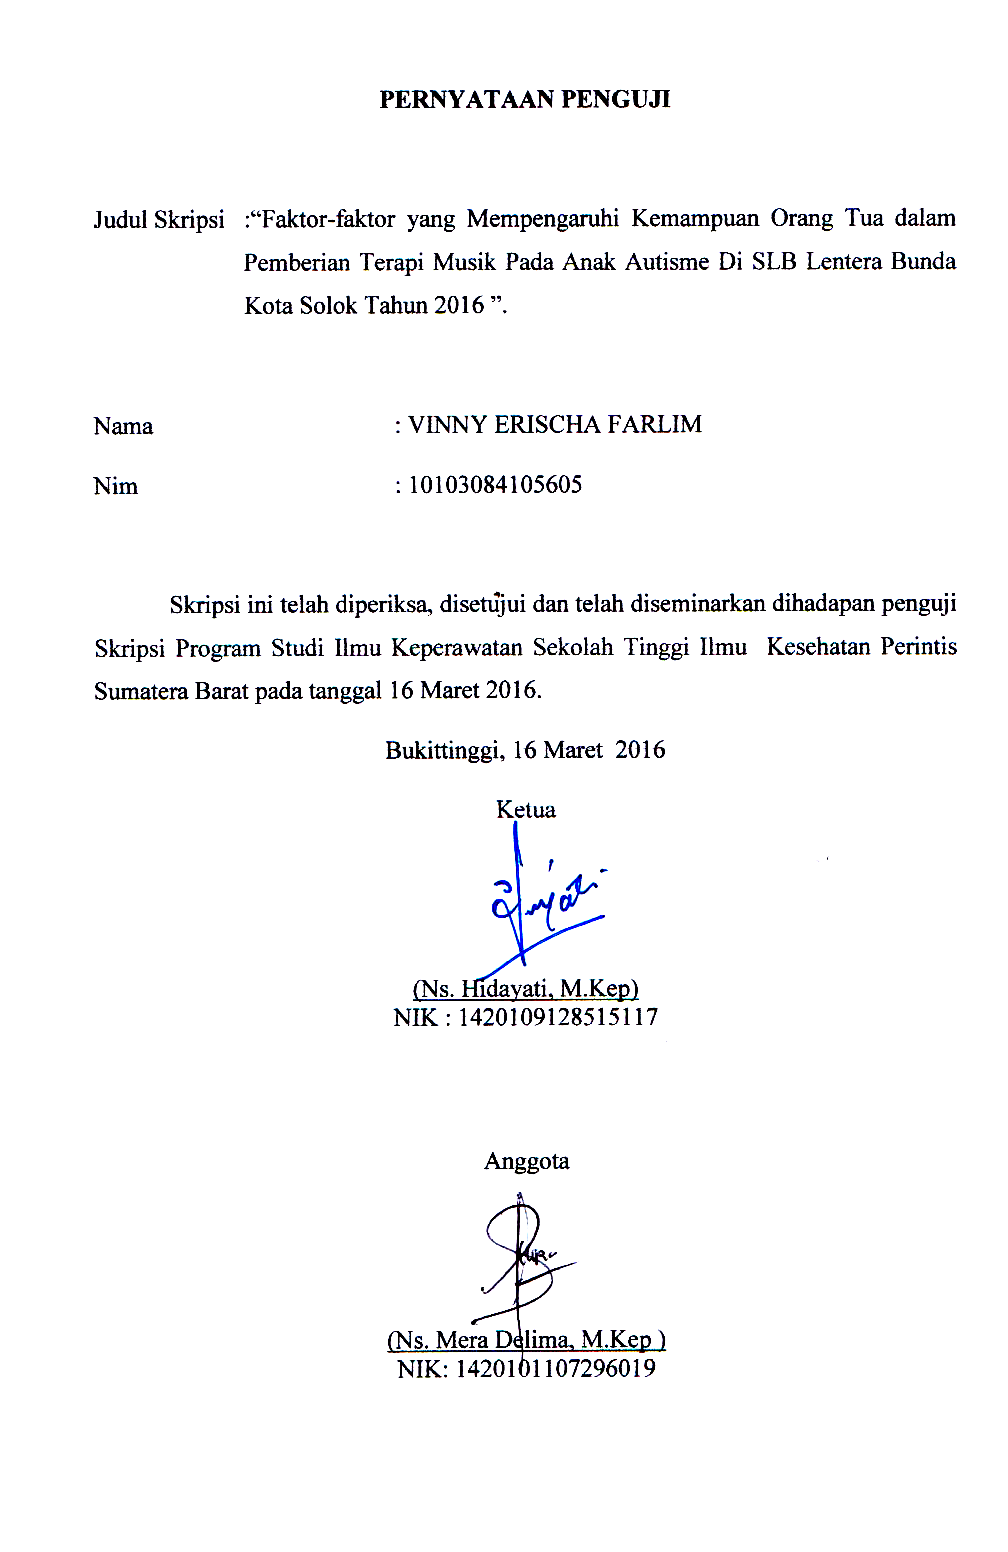 PERNYATAAN PENGUJI
Judul Skripsi :“Faktor-faktor yang Mempengaruhi Kemampuan Orang Tua dalam
Pemberian Terapi Musik Pada Anak Autisme Di SLB Lentera Bunda
Kota Solok Tahun 2016 ”.
Nama : VINNY ERISCHA FARLIM
Nim : 10103084105605
Skripsi ini telah diperiksa, disetujui dan telah diseminarkan dihadapan penguji
Skripsi Program Studi Ilmu Keperawatan Sekolah Tinggi Ilmu Kesehatan Perintis
Sumatera Barat pada tanggal 16 Maret 2016.
Bukittinggi, 16 Maret 2016
Ketua
(Ns. Hidayati, M.Kep)
NIK : 1420109128515117
Anggota
(Ns. Mera Delima, M.Kep )
NIK: 1420101107296019